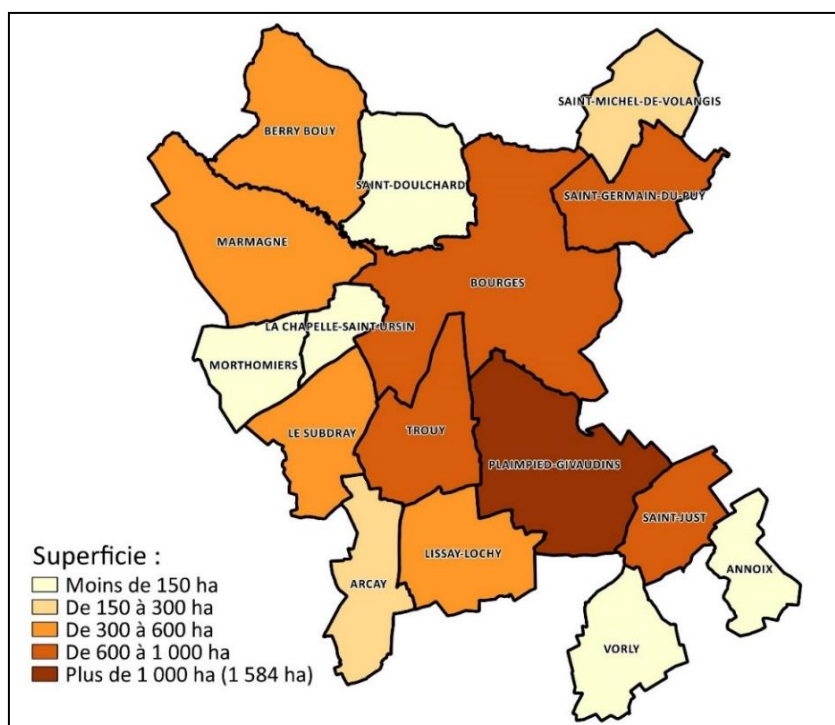 SAINT-MICHEL-DE-VOLANGIS
BERRY BOUY
SAINT-DOULCHARD
SAINT-GERMAIN-DU-PUY
MARMAGNE
BOURGES
LA CHAPELLE-SAINT-URSIN
MORTHOMIERS
LE SUBDRAY
TROUY
PLAIMPIED-GIVAUDINS
SAINT-JUST
LISSAY-LOCHY
ANNOIX
ARCAY
VORLY
Superficie :
Moins de 150 ha
De 150 à 300 ha
De 300 à 600 ha
De 600 à 1 000 ha
Plus de 1 000 ha (1 584 ha)